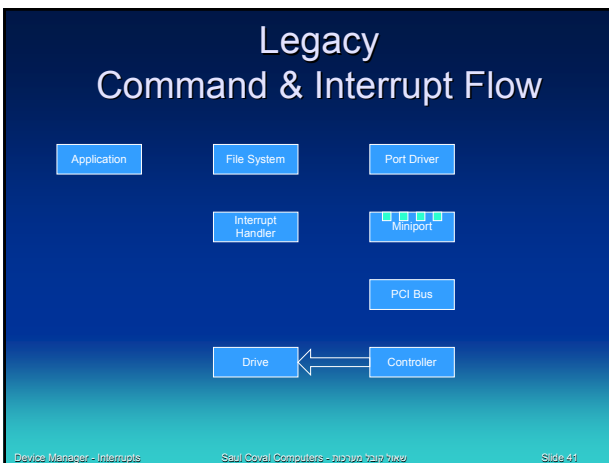 Legacy
Command & Interrupt Flow
Application
File System
Port Driver
Interrupt
Handler
Miniport
PCI Bus
Drive
Controller
Device Manager - Interrupts
Saul Coval Computers - שאול קובל מערכות
Slide 41